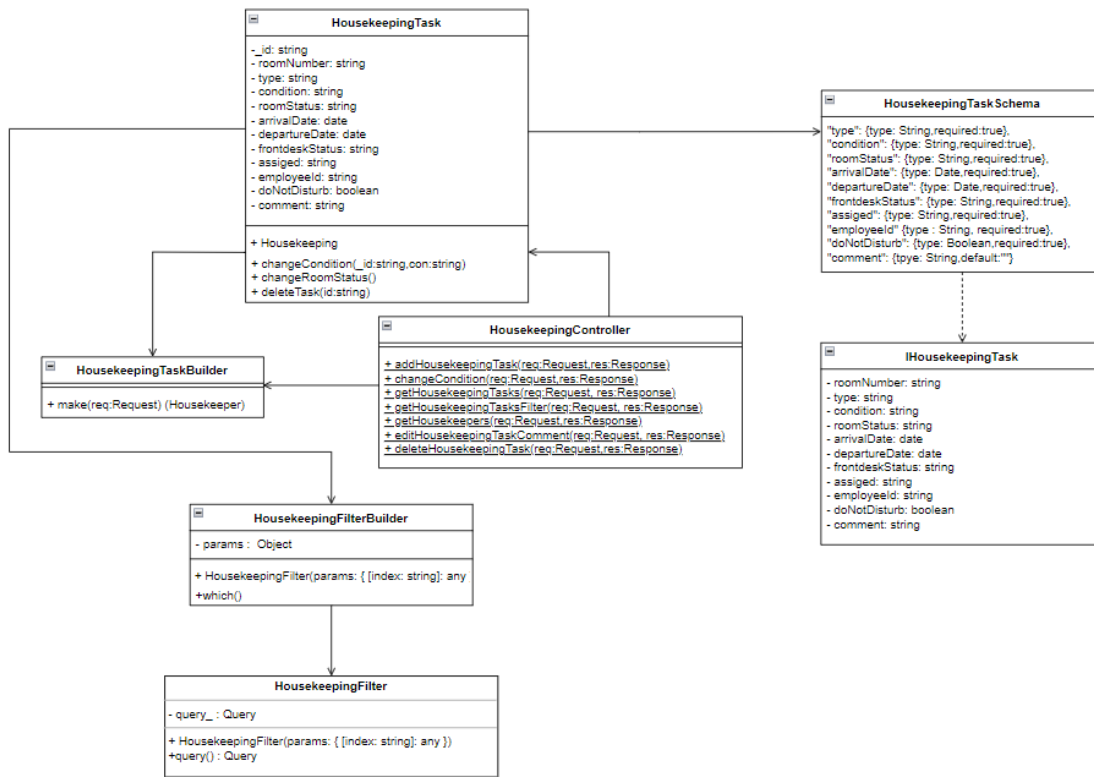 HousekeepingTask
-_id: string
- roomNumber: string
- type: string
- condition: string
- roomStatus: string
- arrivalDate: date
- departureDate: date
- frontdeskStatus: string
- assiged: string
- employeeId: string
- doNotDisturb: boolean
- comment: string
+ Housekeeping
+ changeCondition(_id:string,con:string)
+ changeRoomStatus()
+ deleteTask(id:string)
HousekeepingTaskSchema
"type": {type: String,required:true},
"condition": {type: String,required:true},
"roomStatus": {type: String,required:true},
"arrivalDate": {type: Date,required:true},
"departureDate": {type: Date,required:true},
"frontdeskStatus": {type: String,required:true},
"assiged": {type: String,required:true},
"employeeId" {type : String, required:true},
"doNotDisturb": {type: Boolean,required:true},
"comment": {tpye: String,default:""}
HousekeepingController
+ addHousekeepingTask(req:Request,res:Response)
+ changeCondition(req:Request,res:Response)
+ getHousekeepingTasks(req:Request, res:Response)
+ getHousekeepingTasksFilter(req:Request, res:Response)
+ getHousekeepers(req:Request,res:Response)
+ editHousekeepingTaskComment(req:Request, res:Response)
+ deleteHousekeepingTask(req:Request,res:Response)
HousekeepingTaskBuilder
+ make(req:Request) (Housekeeper)
IHousekeepingTask
- roomNumber: string
- type: string
- condition: string
- roomStatus: string
- arrivalDate: date
- departureDate: date
- frontdeskStatus: string
- assiged: string
- employeeId: string
- doNotDisturb: boolean
- comment: string
HousekeepingFilterBuilder
- params : Object
+ HousekeepingFilter(params: { [index: string]: any
+which()
HousekeepingFilter
- query_ : Query
+ HousekeepingFilter(params: { [index: string]: any })
+query() : Query